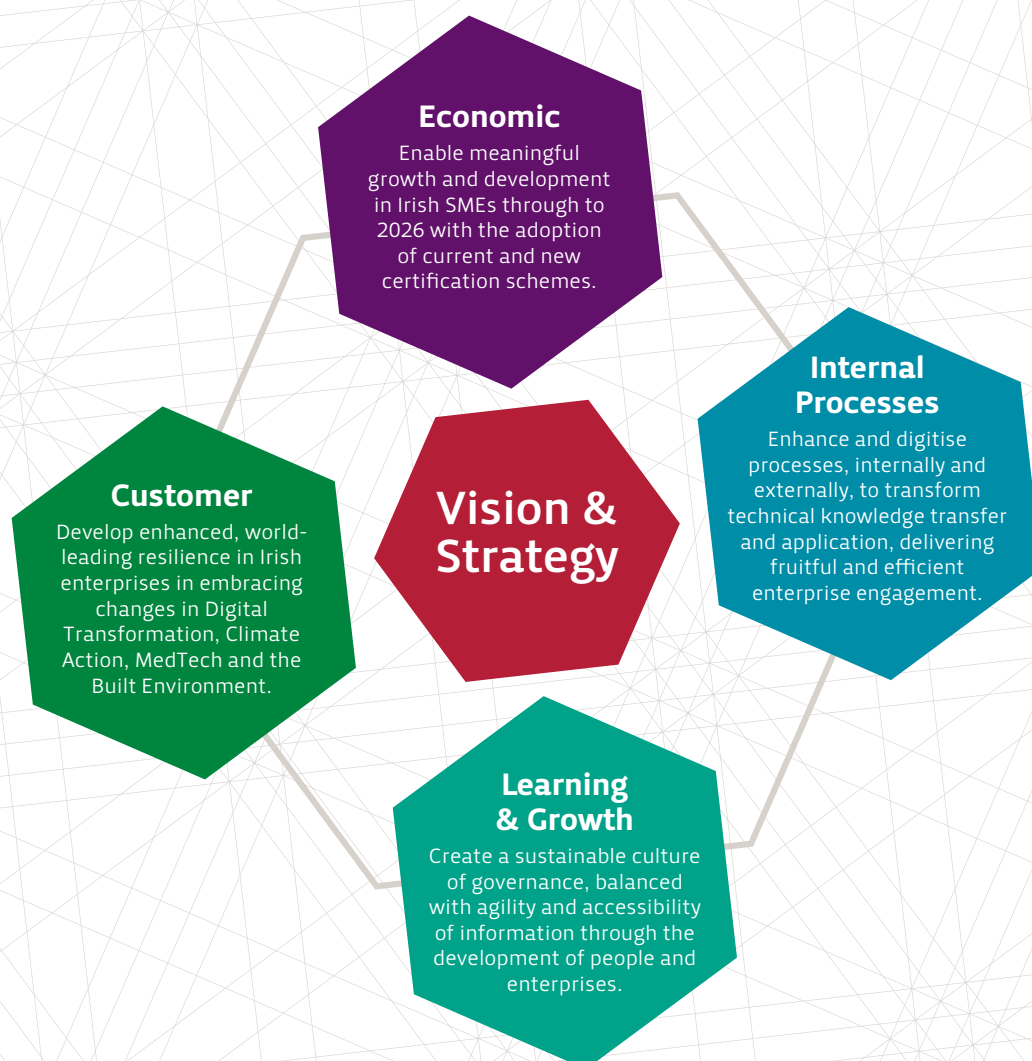 Economic
Enable meaningful
growth and development
in Irish SMEs through to
2026 with the adoption
of current and new
certification schemes.
Internal
Processes
Enhance and digitise
processes, internally and
externally, to transform
technical knowledge transfer
and application, delivering
fruitful and efficient
enterprise engagement.
Customer
Develop enhanced, world-
leading resilience in Irish
enterprises in embracing
changes in Digital
Transformation, Climate
Action, MedTech and the
Built Environment.
Vision &
Strategy
Learning
& Growth
Create a sustainable culture
of governance, balanced
with agility and accessibility
of information through the
development of people and
enterprises.